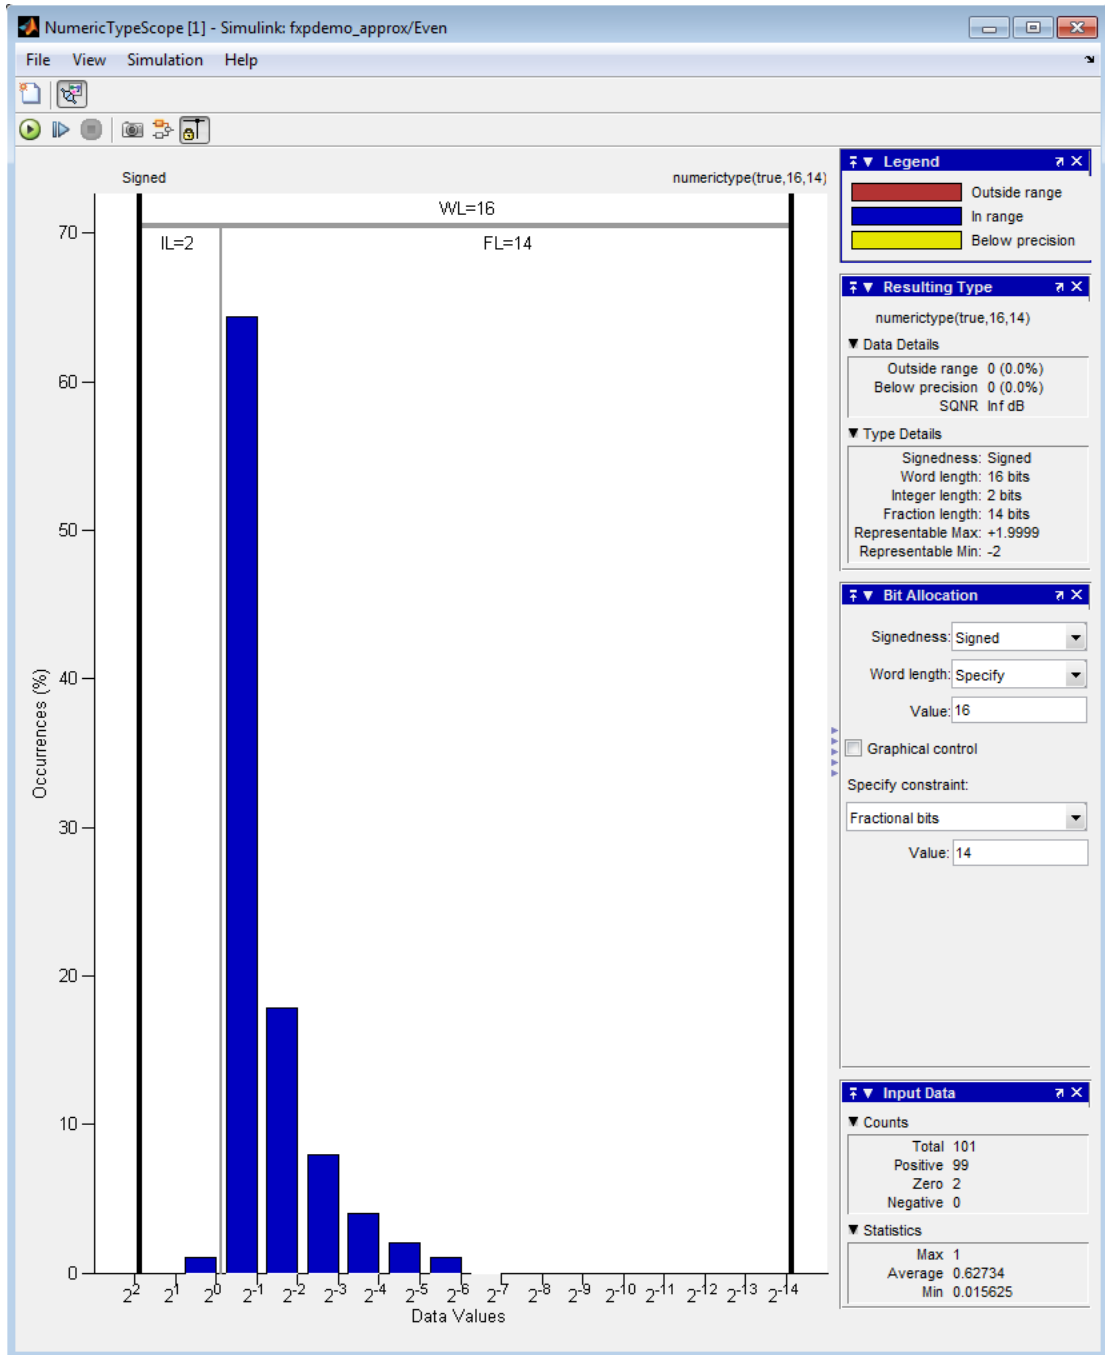 NumericTypeScope [1] - Simulink: fxpdemo_approx/Even
File View Simulation Help
Signed numerictype(true,16,14)
WL=16
IL=2 FL=14
70
60
50
40
30
20
10
0
Occurrences (%)
2^2 2^1 2^0 2^-1 2^-2 2^-3 2^-4 2^-5 2^-6 2^-7 2^-8 2^-9 2^-10 2^-11 2^-12 2^-13 2^-14
Data Values
Legend
Outside range
In range
Below precision
Resulting Type
numerictype(true,16,14)
Data Details
Outside range 0 (0.0%)
Below precision 0 (0.0%)
SQNR Inf dB
Type Details
Signedness: Signed
Word length: 16 bits
Integer length: 2 bits
Fraction length: 14 bits
Representable Max: +1.9999
Representable Min: -2
Bit Allocation
Signedness: Signed
Word length: Specify
Value: 16
Graphical control
Specify constraint:
Fractional bits
Value: 14
Input Data
Counts
Total 101
Positive 99
Zero 2
Negative 0
Statistics
Max 1
Average 0.62734
Min 0.015625